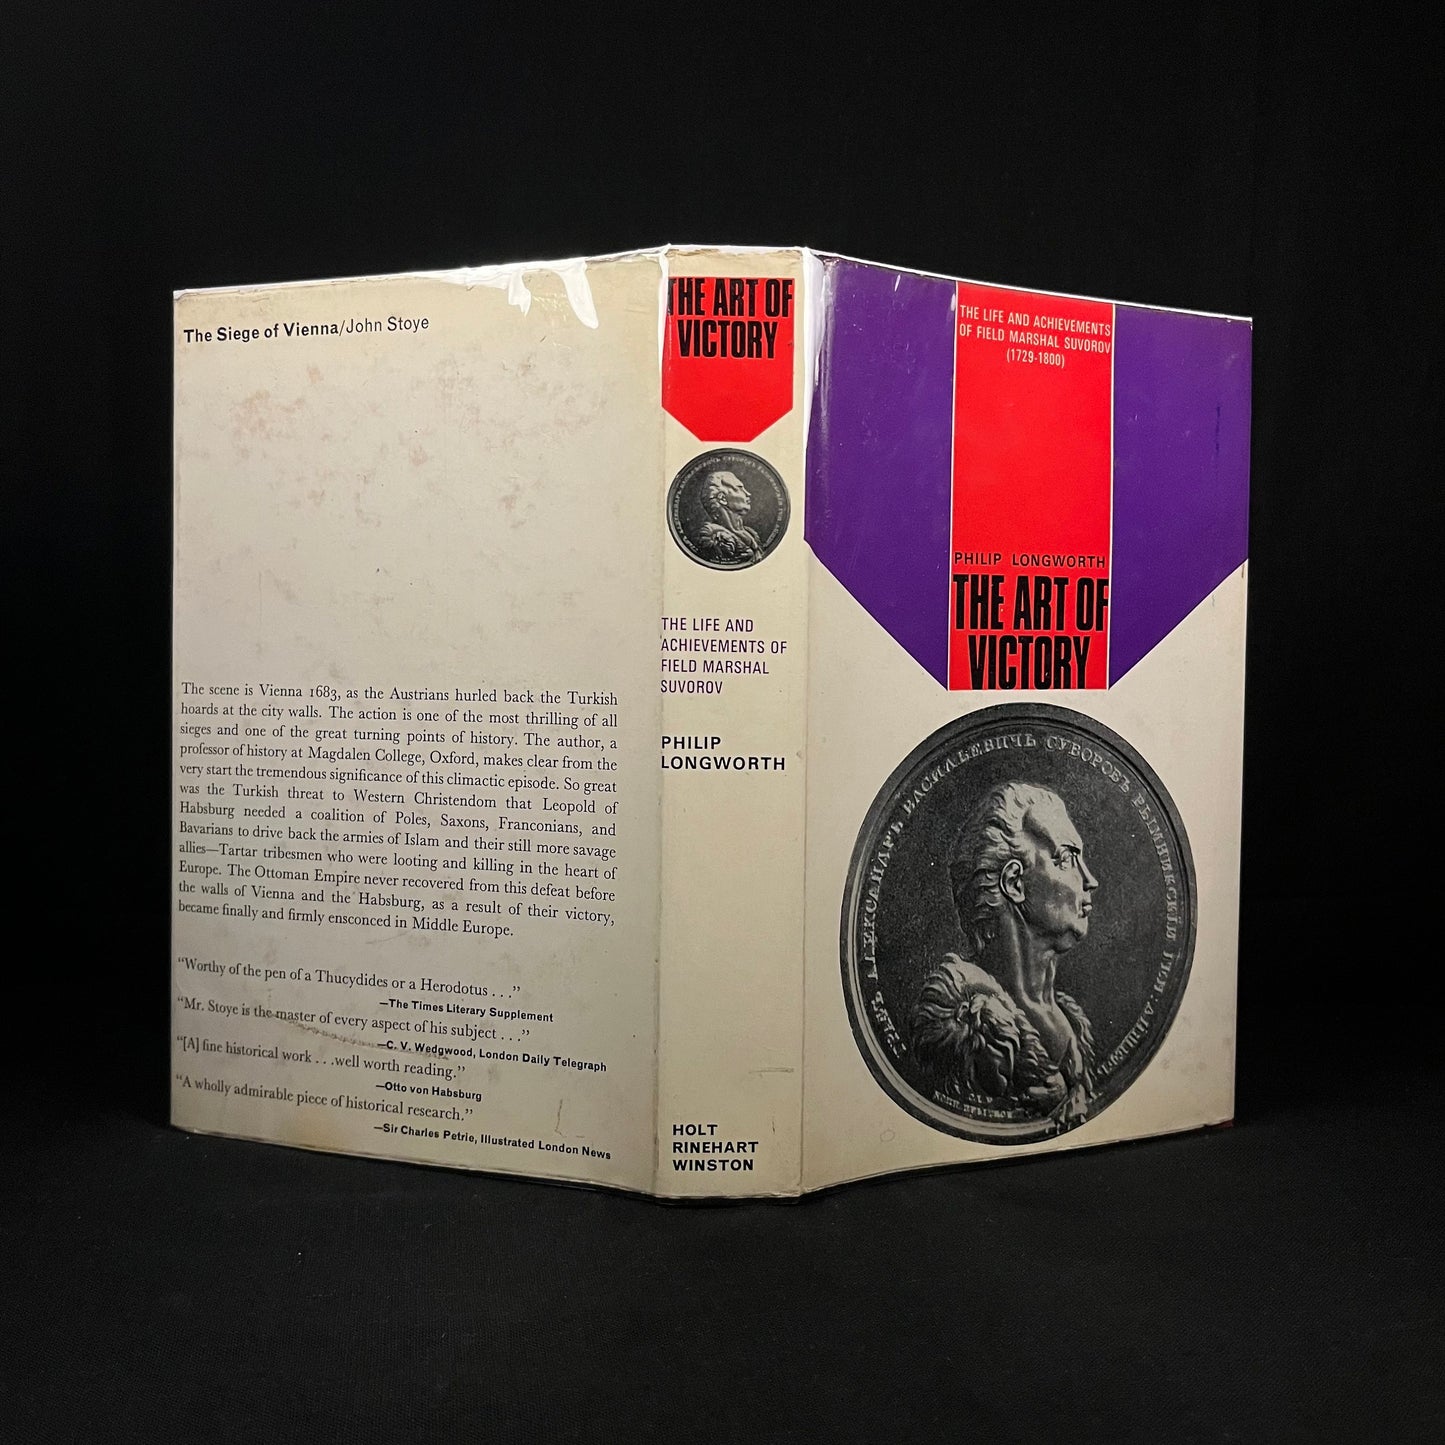 The Siege of Vienna/John Stoye
The scene is Vienna 1683, as the Austrians hurled back the Turkish
hoards at the city walls. The action is one of the most thrilling of all
sieges and one of the great turning points of history. The author, a
professor of history at Magdalen College, Oxford, makes clear from the
very start the tremendous significance of this climactic episode. So great
was the Turkish threat to Western Christendom that Leopold of
Habsburg needed a coalition of Poles, Saxons, Franconians, and
Bavarians to drive back the armies of Islam and their still more savage
allies—Tartar tribesmen who were looting and killing in the heart of
Europe. The Ottoman Empire never recovered from this defeat before
the walls of Vienna and the Habsburg, as a result of their victory,
became finally and firmly ensconced in Middle Europe.
“Worthy of the pen of a Thucydides or a Herodotus . . .”
—The Times Literary Supplement
“Mr. Stoye is the master of every aspect of his subject . . .”
—C. V. Wedgwood, London Daily Telegraph
“[A] fine historical work . . .well worth reading.”
—Otto von Habsburg
“A wholly admirable piece of historical research.”
—Sir Charles Petrie, Illustrated London News
THE ART OF
VICTORY
THE LIFE AND
ACHIEVEMENTS OF
FIELD MARSHAL
SUVOROV
PHILIP
LONGWORTH
HOLT
RINEHART
WINSTON
THE LIFE AND ACHIEVEMENTS
OF FIELD MARSHAL SUVOROV
(1729-1800)
PHILIP LONGWORTH
THE ART OF
VICTORY
АЛЕКСАНДРЪ ВАСИЛЬЕВИЧЬ СУВОРОВЪ РЫМНИКСКІЙ